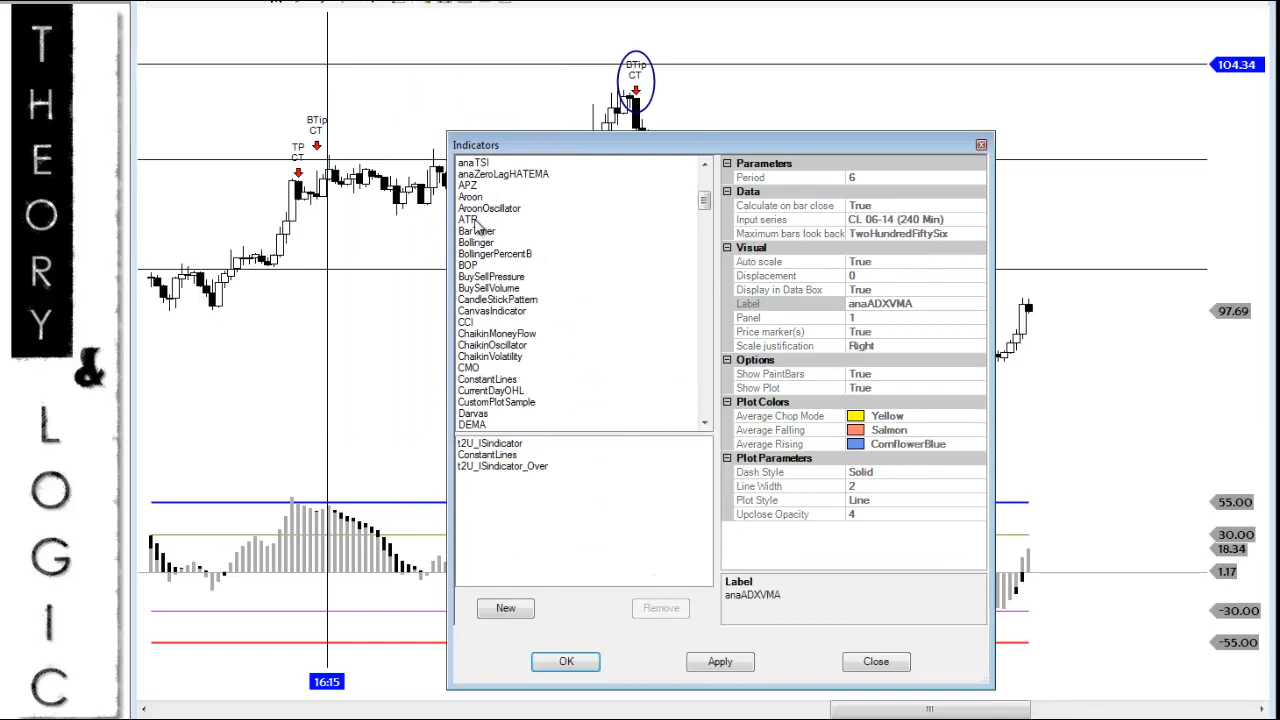 THEORY
&
LOGIC
BTip
CT
104.34
BTip
CT
TP
CT
97.69
Indicators
anaTSI
anaZeroLagHATEMA
APZ
Aroon
AroonOscillator
ATR
Bollinger
BollingerPercentB
BOP
BuySellPressure
BuySellVolume
CandleStickPattern
CanvasIndicator
CCI
ChaikinMoneyFlow
ChaikinOscillator
ChaikinVolatility
CMO
ConstantLines
CurrentDayOHL
CustomPlotSample
Darvas
DEMA
t2U_ISindicator
ConstantLines
t2U_ISindicator_Over
New
Remove
Parameters
Period 6
Data
Calculate on bar close True
Input series CL 06-14 (240 Min)
Maximum bars look back TwoHundredFiftySix
Visual
Auto scale True
Displacement 0
Display in Data Box True
Label anaADXVMA
Panel 1
Price marker(s) True
Scale justification Right
Options
Show PaintBars True
Show Plot True
Plot Colors
Average Chop Mode Yellow
Average Falling Salmon
Average Rising CornflowerBlue
Plot Parameters
Dash Style Solid
Line Width 2
Plot Style Line
Upclose Opacity 4
Label
anaADXVMA
OK
Apply
Close
55.00
30.00
18.34
1.17
-30.00
-55.00
16:15